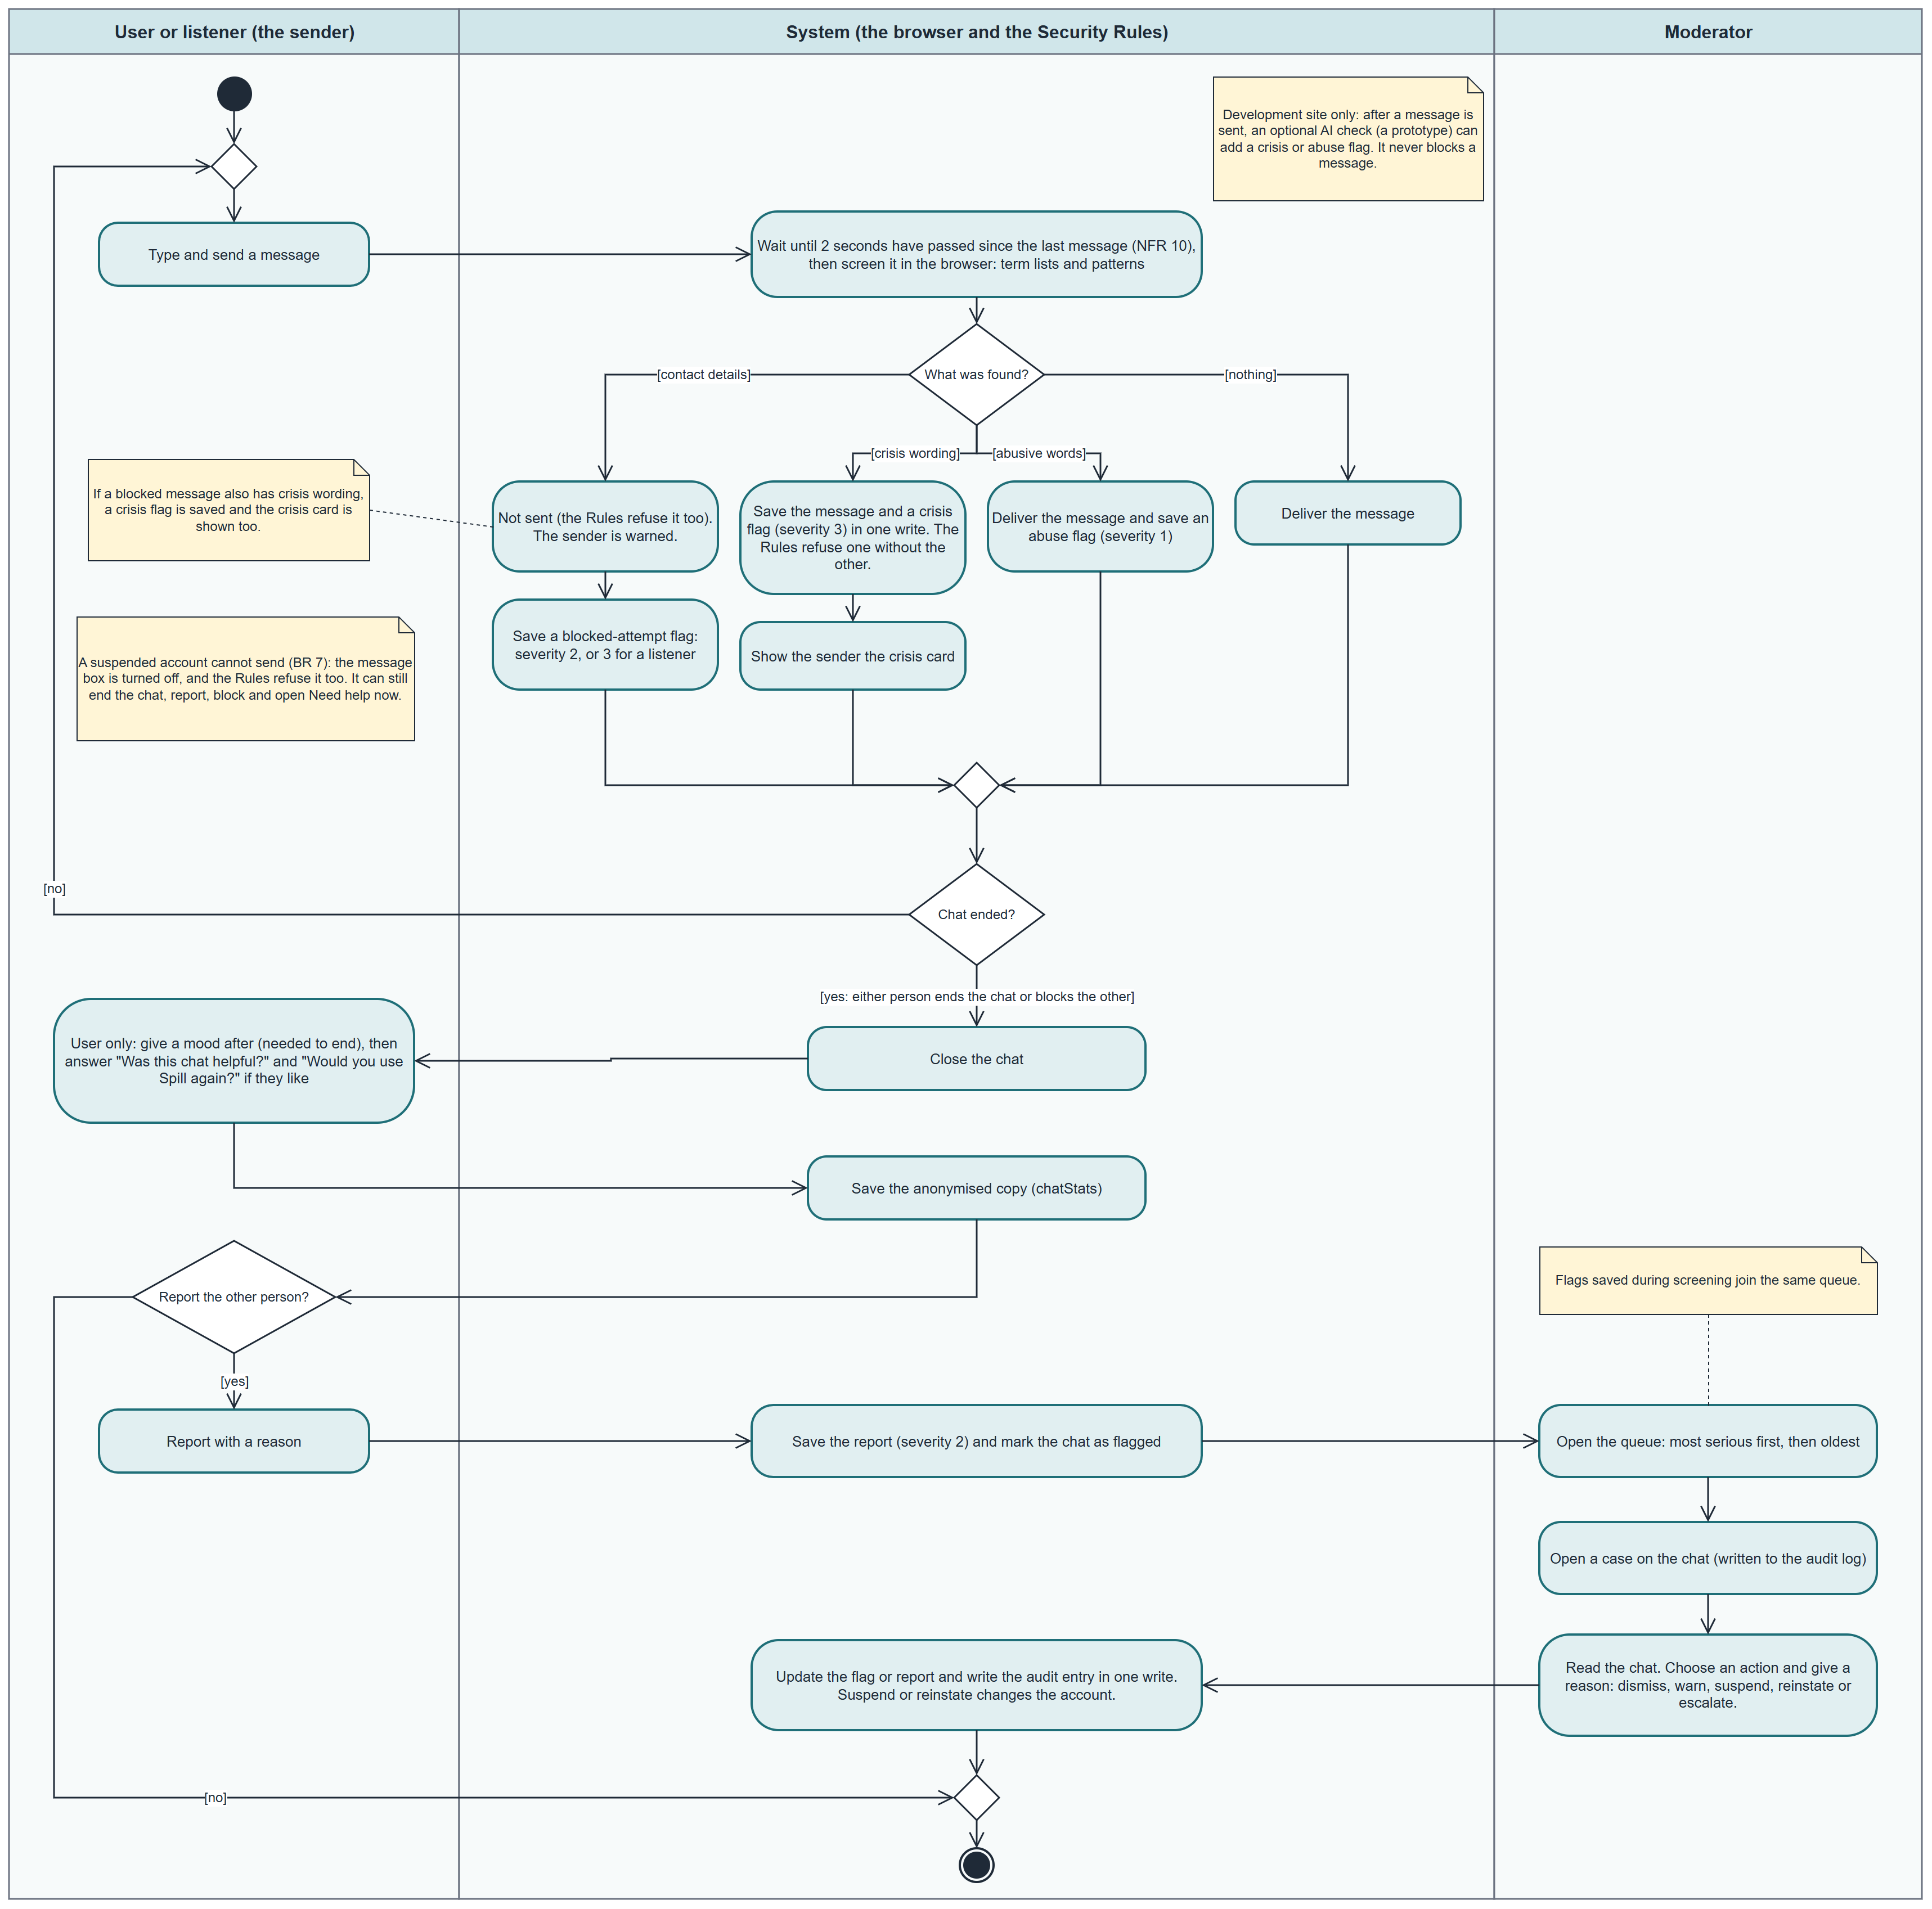 User or listener (the sender)
System (the browser and the Security Rules)
Moderator
Development site only: after a message is
sent, an optional AI check (a prototype) can
add a crisis or abuse flag. It never blocks a
message.
Type and send a message
Wait until 2 seconds have passed since the last message (NFR 10),
then screen it in the browser: term lists and patterns
What was found?
[contact details]
[nothing]
[crisis wording]
[abusive words]
If a blocked message also has crisis wording,
a crisis flag is saved and the crisis card is
shown too.
Not sent (the Rules refuse it too).
The sender is warned.
Save the message and a crisis
flag (severity 3) in one write. The
Rules refuse one without the
other.
Deliver the message and save an
abuse flag (severity 1)
Deliver the message
A suspended account cannot send (BR 7): the message
box is turned off, and the Rules refuse it too. It can still
end the chat, report, block and open Need help now.
Save a blocked-attempt flag:
severity 2, or 3 for a listener
Show the sender the crisis card
[no]
Chat ended?
[yes: either person ends the chat or blocks the other]
User only: give a mood after (needed to end), then
answer "Was this chat helpful?" and "Would you use
Spill again?" if they like
Close the chat
Save the anonymised copy (chatStats)
Report the other person?
Flags saved during screening join the same queue.
[yes]
Report with a reason
Save the report (severity 2) and mark the chat as flagged
Open the queue: most serious first, then oldest
Open a case on the chat (written to the audit log)
Update the flag or report and write the audit entry in one write.
Suspend or reinstate changes the account.
Read the chat. Choose an action and give a
reason: dismiss, warn, suspend, reinstate or
escalate.
[no]